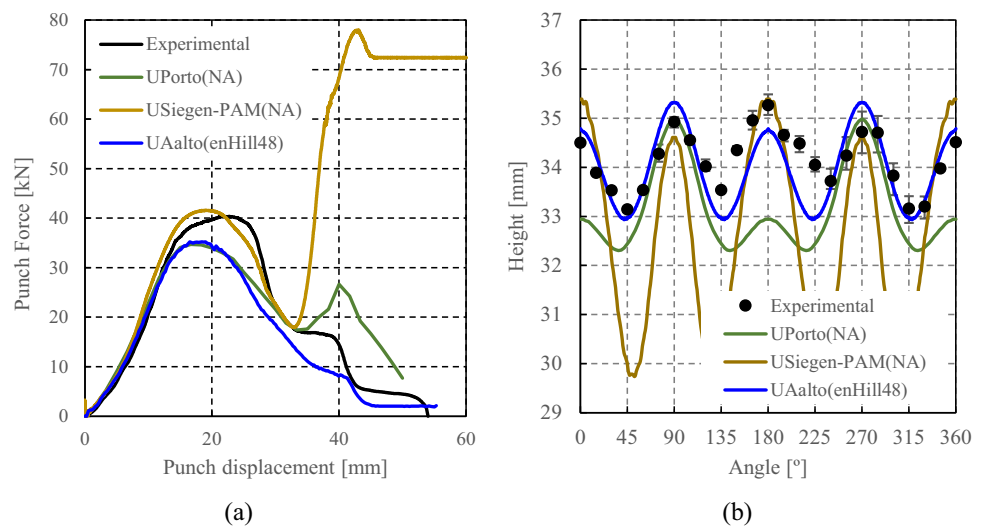 80
70
60
50
40
30
20
10
0
Punch Force [kN]
Experimental
UPorto(NA)
USiegen-PAM(NA)
UAalto(enHill48)
0 20 40 60
Punch displacement [mm]
(a)
37
36
35
34
33
32
31
30
29
Height [mm]
Experimental
UPorto(NA)
USiegen-PAM(NA)
UAalto(enHill48)
0 45 90 135 180 225 270 315 360
Angle [º]
(b)